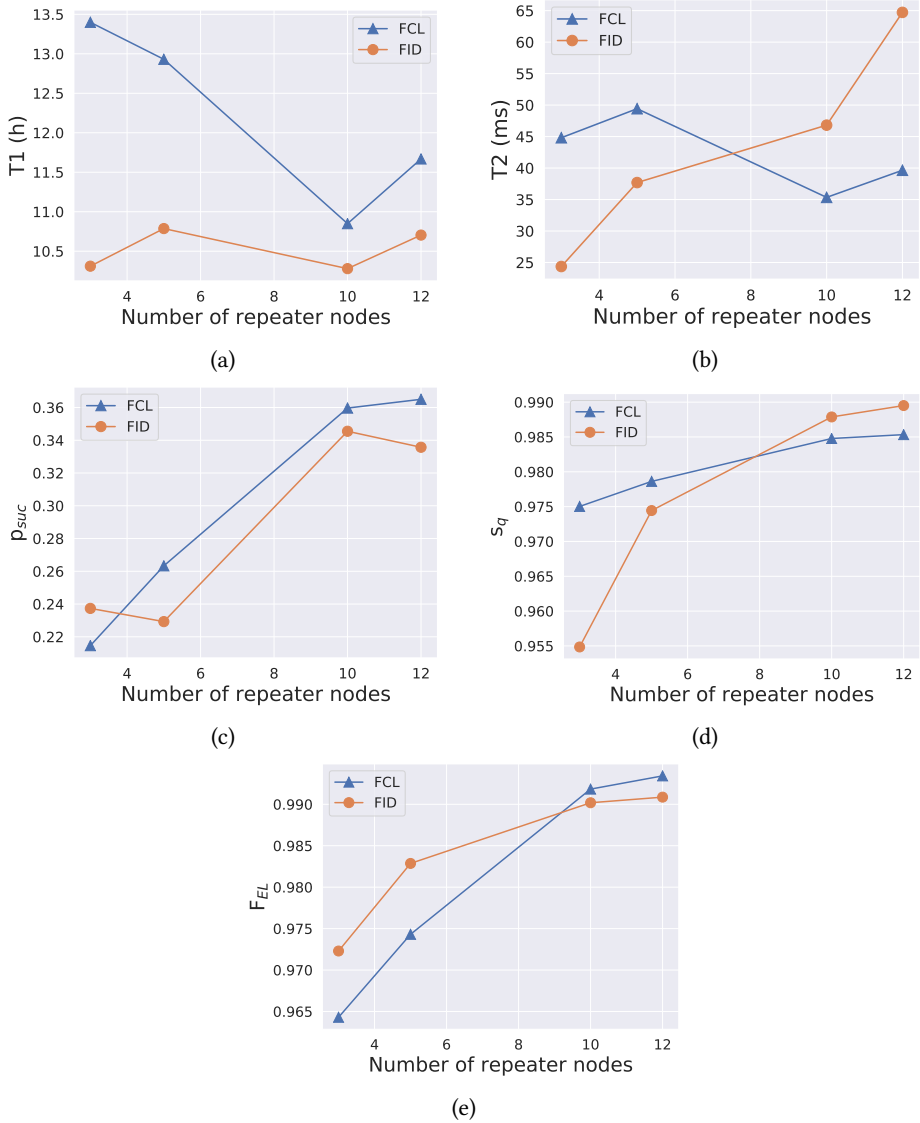 13.5
13.0
12.5
12.0
11.5
11.0
10.5
T1 (h)
FCL
FID
4 6 8 10 12
Number of repeater nodes
(a)
65
60
55
50
45
40
35
30
25
T2 (ms)
FCL
FID
4 6 8 10 12
Number of repeater nodes
(b)
0.36
0.34
0.32
0.30
0.28
0.26
0.24
0.22
p_suc
FCL
FID
4 6 8 10 12
Number of repeater nodes
(c)
0.990
0.985
0.980
0.975
0.970
0.965
0.960
0.955
s_q
FCL
FID
4 6 8 10 12
Number of repeater nodes
(d)
0.990
0.985
0.980
0.975
0.970
0.965
F_EL
FCL
FID
4 6 8 10 12
Number of repeater nodes
(e)